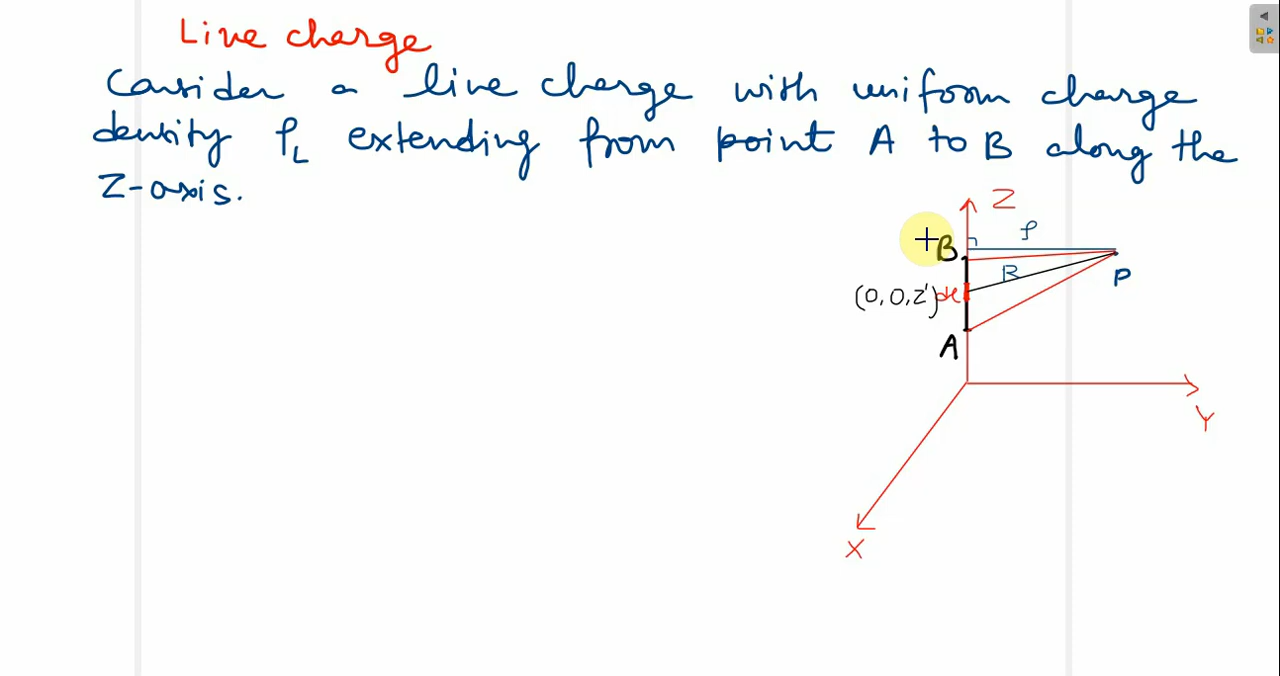 Line charge
Consider a line charge with uniform charge
density ρL extending from point A to B along the
Z-axis.
Z
ρ
B
R
P
(0, 0, z') dl
A
Y
X